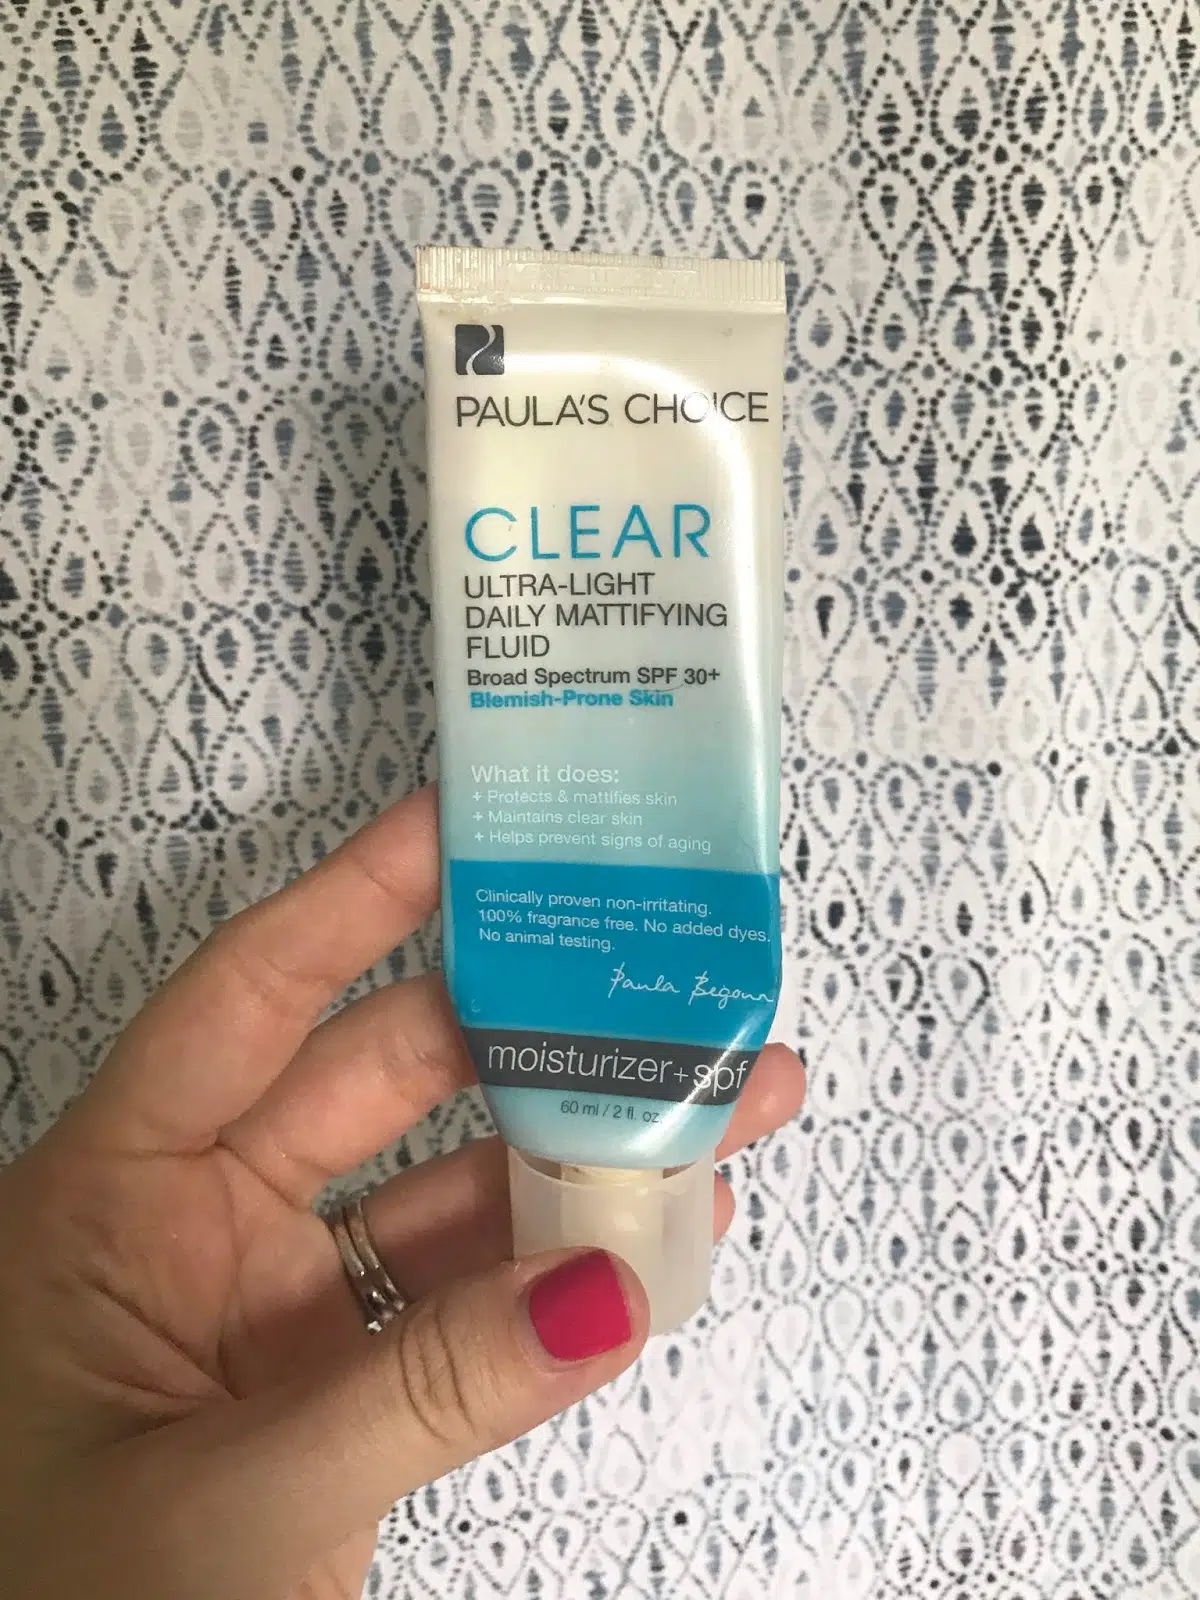 PAULA'S CHOICE
CLEAR
ULTRA-LIGHT
DAILY MATTIFYING
FLUID
Broad Spectrum SPF 30+
Blemish-Prone Skin
What it does:
+ Protects & mattifies skin
+ Maintains clear skin
+ Helps prevent signs of aging
Clinically proven non-irritating.
100% fragrance free. No added dyes.
No animal testing.
Paula Begoun
moisturizer+spf
60 ml / 2 fl. oz.